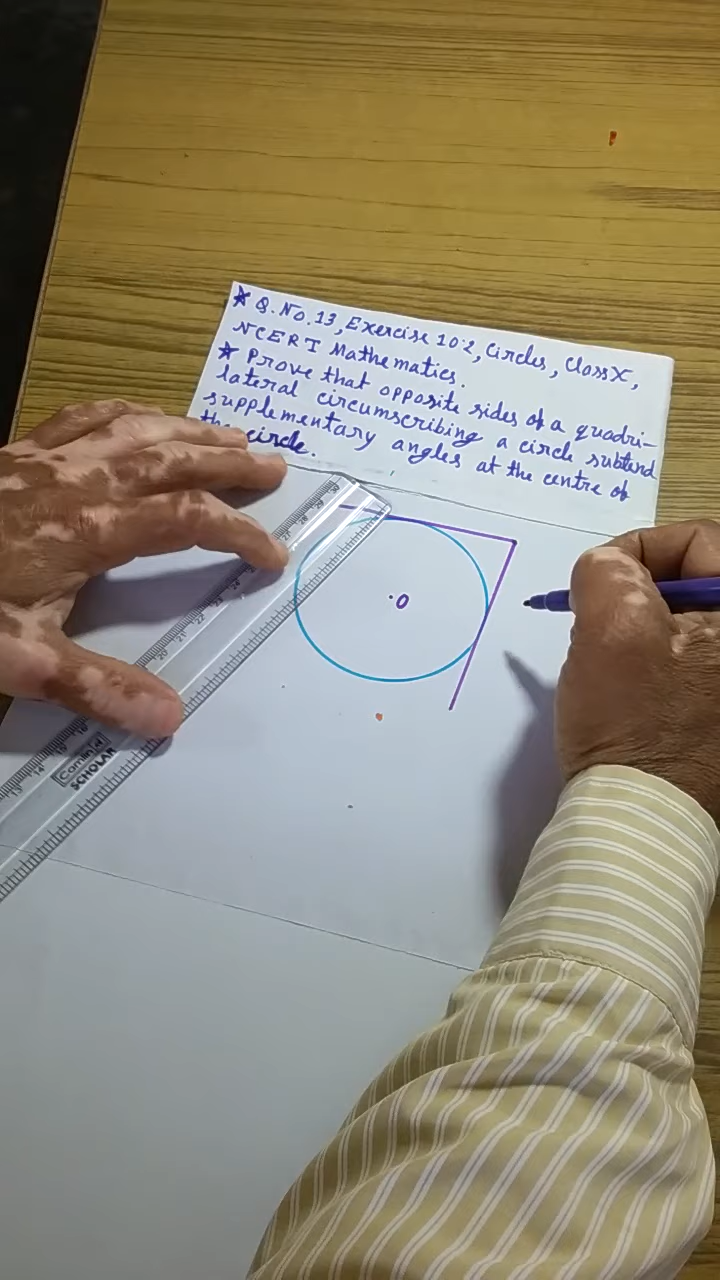 * Q. No. 13, Exercise 10.2, Circles, Class X,
NCERT Mathematics.
* Prove that opposite sides of a quadri-
lateral circumscribing a circle subtend
supplementary angles at the centre of
the circle.
.O
Camlin
SCHOLAR